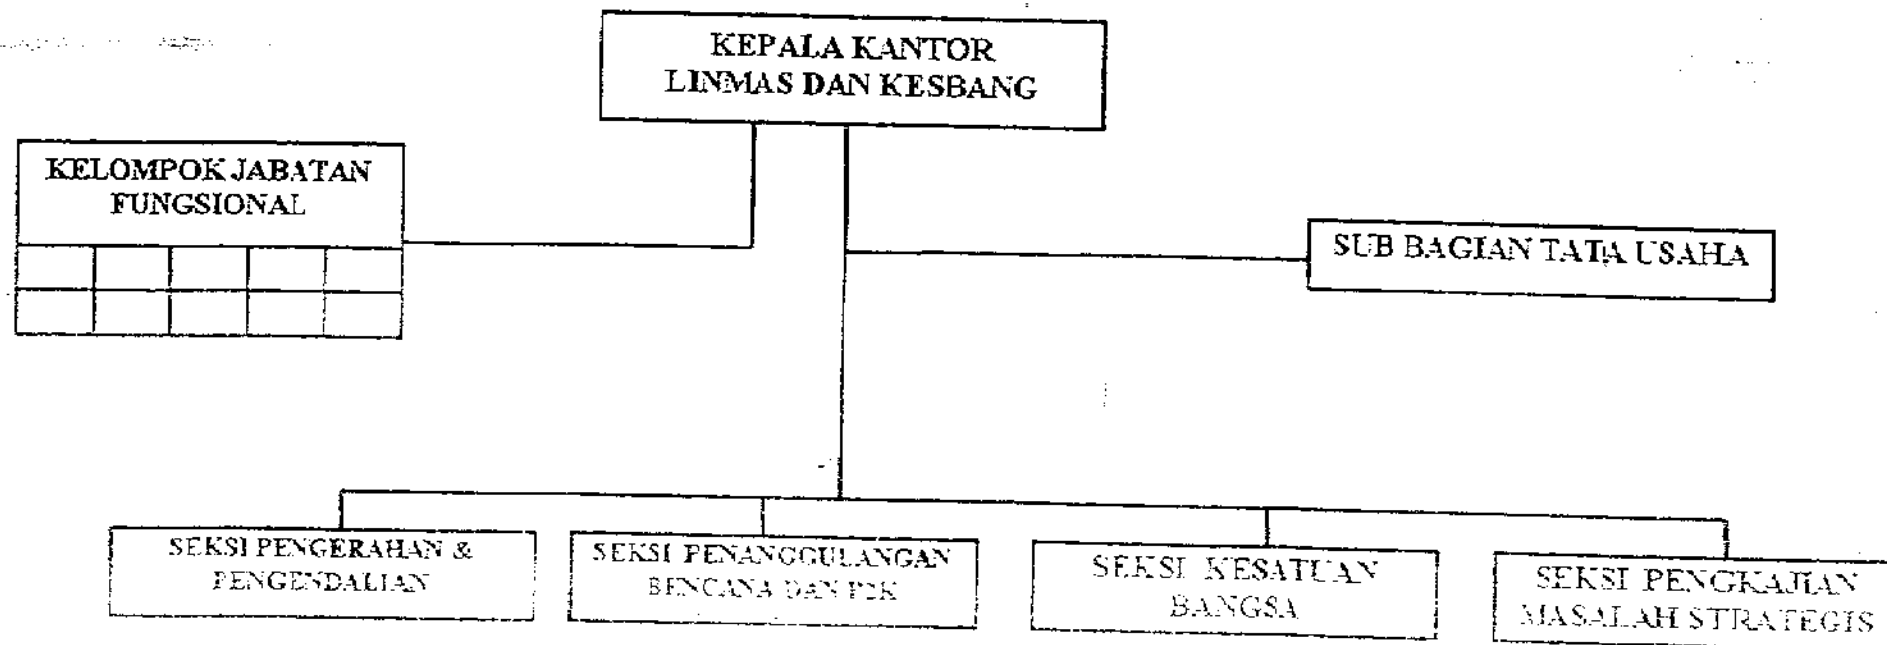 KEPALA KANTOR
LINMAS DAN KESBANG
KELOMPOK JABATAN
FUNGSIONAL
SUB BAGIAN TATA USAHA
SEKSI PENGERAHAN &
PENGENDALIAN
SEKSI PENANGGULANGAN
BENCANA DAN P2K
SEKSI KESATUAN
BANGSA
SEKSI PENGKAJIAN
MASALAH STRATEGIS